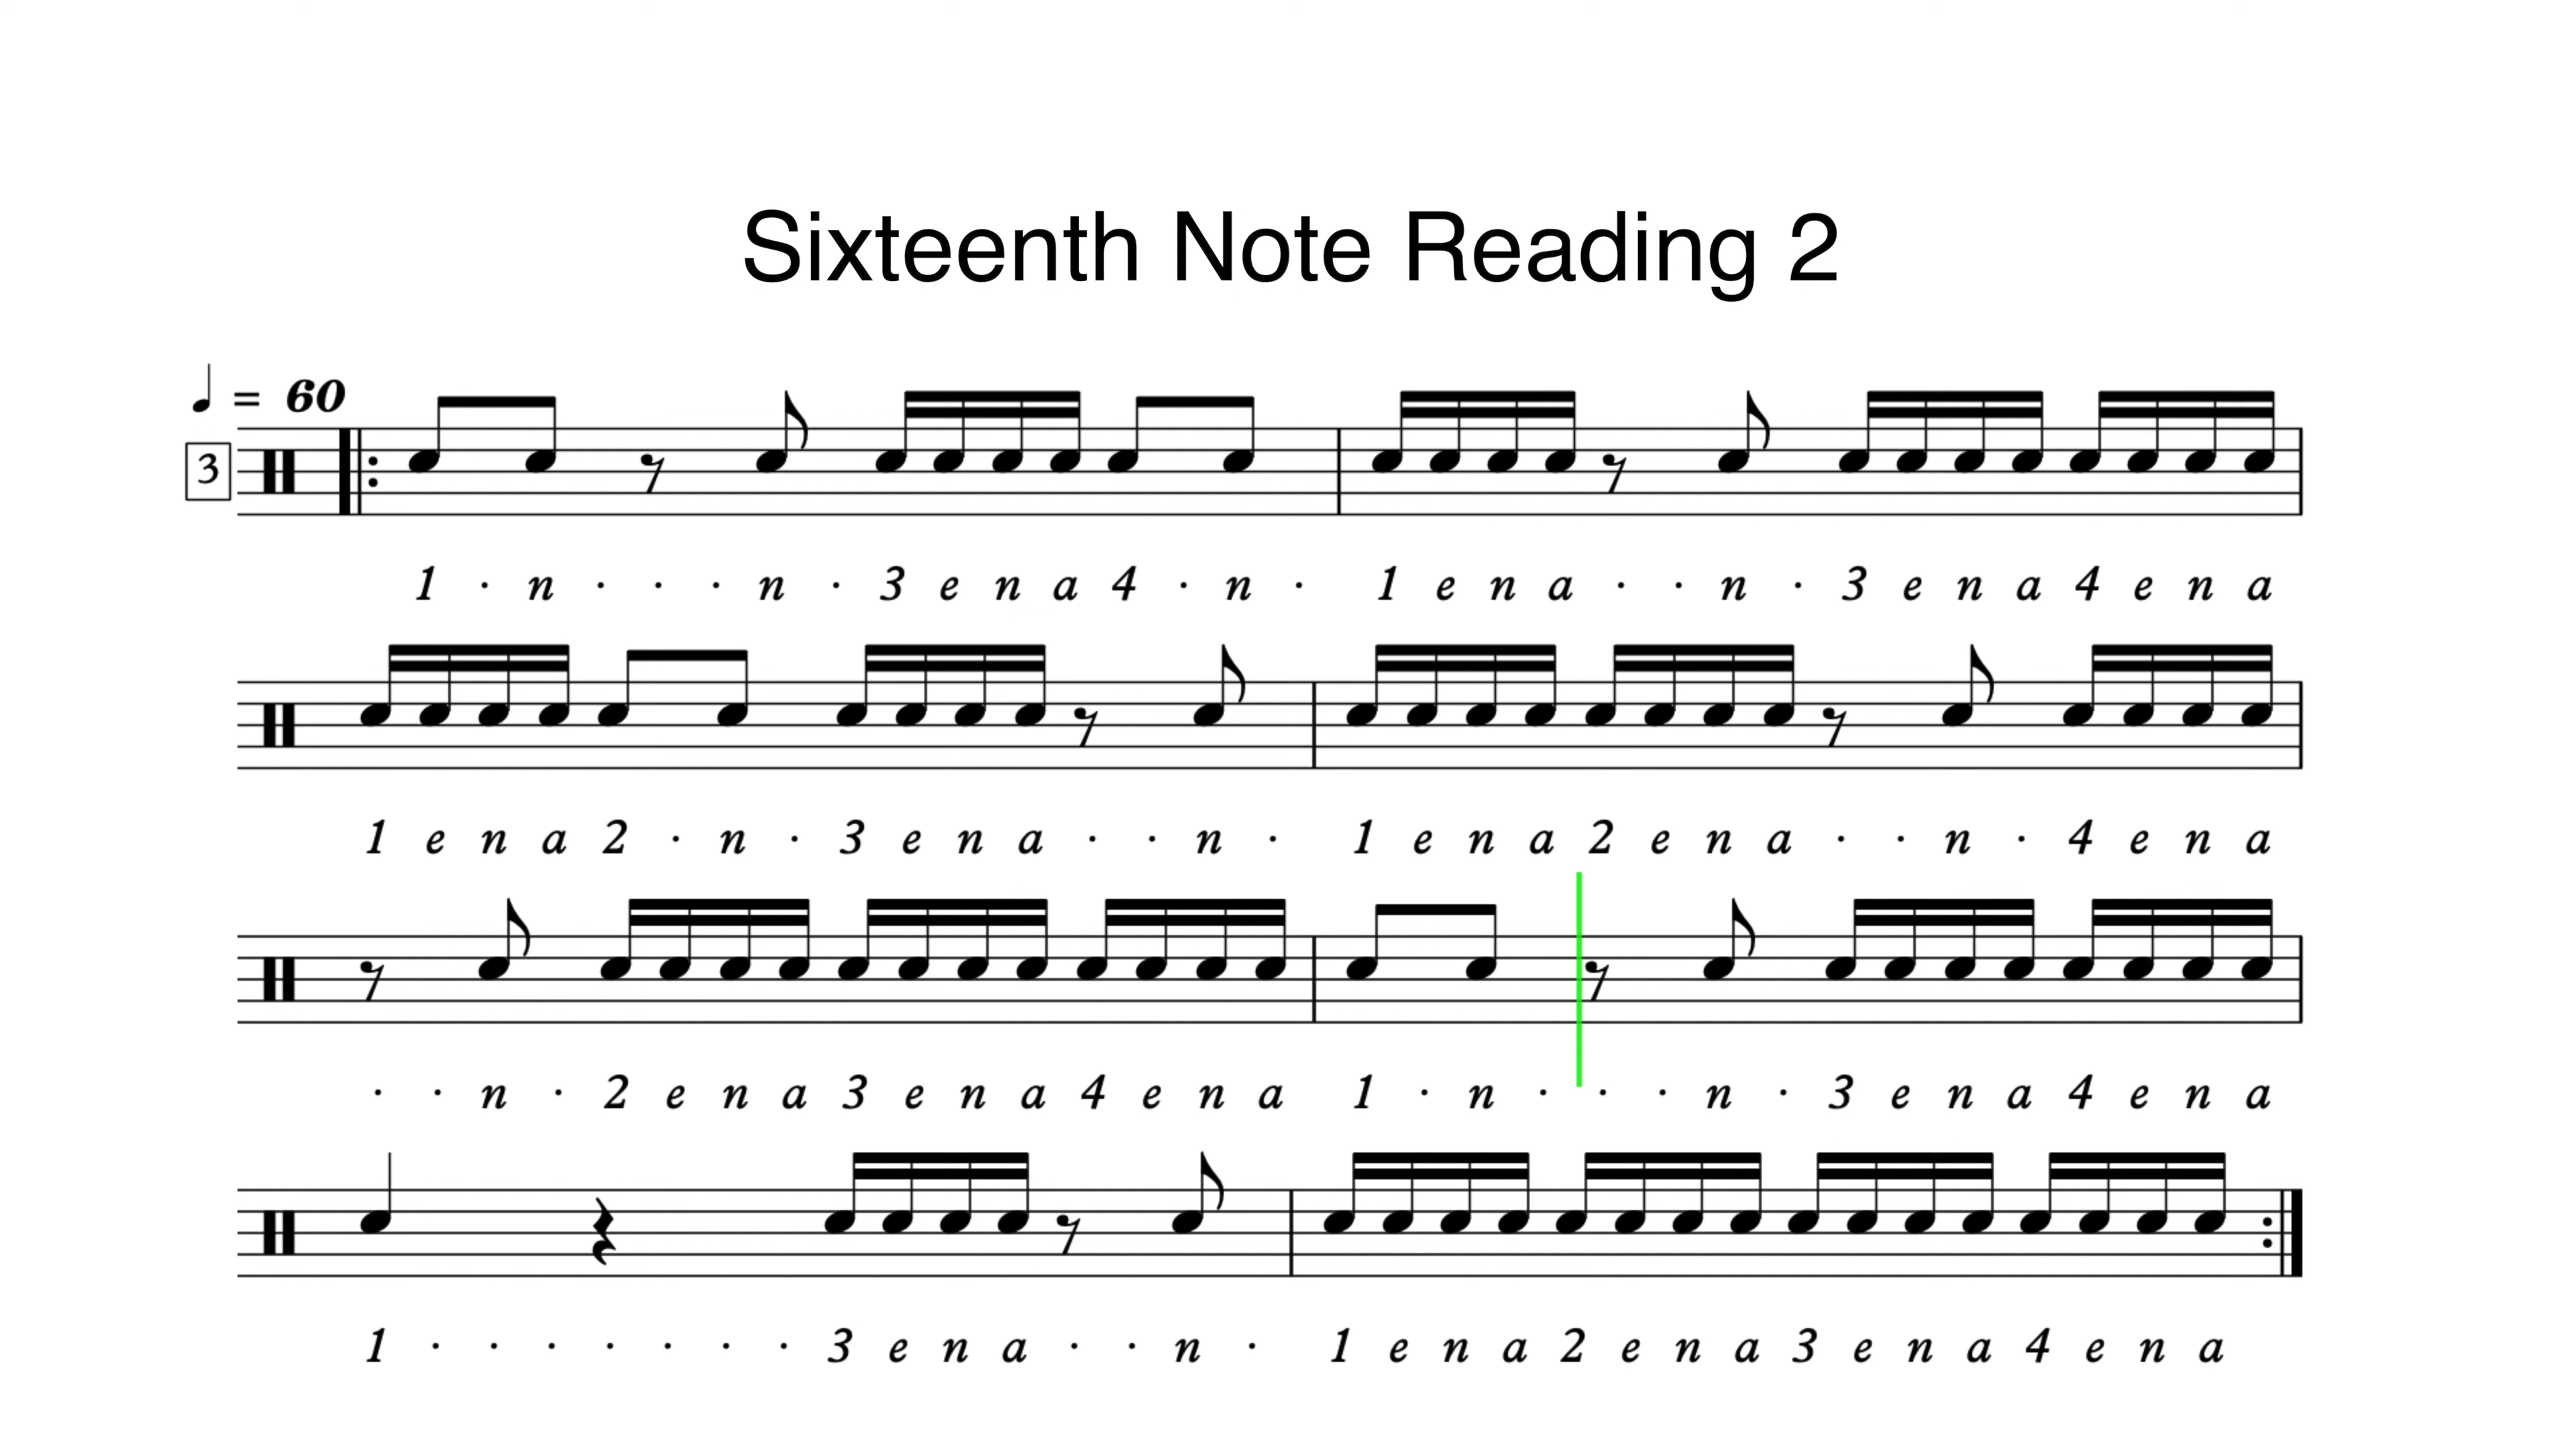 Sixteenth Note Reading 2
= 60
3
1 · n · · · n · 3 e n a 4 · n · 1 e n a · · n · 3 e n a 4 e n a
1 e n a 2 · n · 3 e n a · · n · 1 e n a 2 e n a · · n · 4 e n a
· · n · 2 e n a 3 e n a 4 e n a 1 · n · · · n · 3 e n a 4 e n a
1 · · · · · · · 3 e n a · · n · 1 e n a 2 e n a 3 e n a 4 e n a